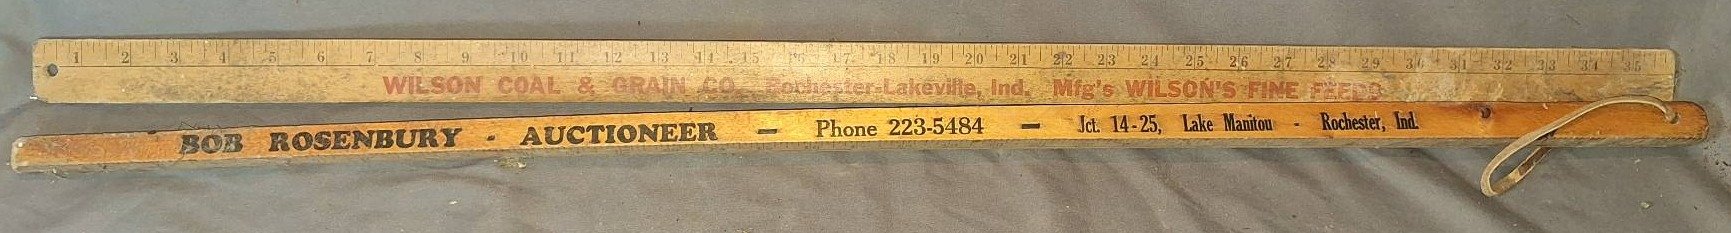 1 2 3 4 5 6 7 8 9 10 11 12 13 14 15 16 17 18 19 20 21 22 23 24 25 26 27 28 29 30 31 32 33 34 35
WILSON COAL & GRAIN CO. Rochester-Lakeville, Ind. Mfg's WILSON'S FINE FEEDS
BOB ROSENBURY - AUCTIONEER — Phone 223-5484 — Jct. 14-25, Lake Manitou - Rochester, Ind.